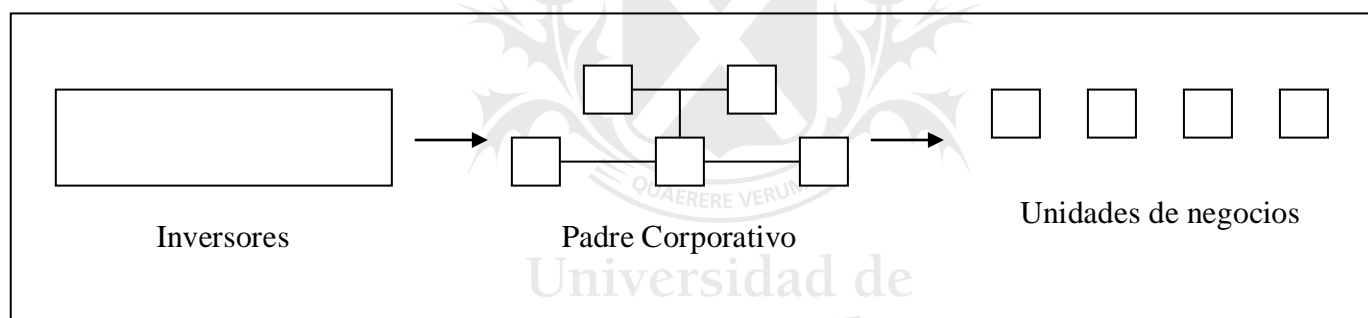 QUAERERE VERUM
Inversores
Padre Corporativo
Unidades de negocios
Universidad de